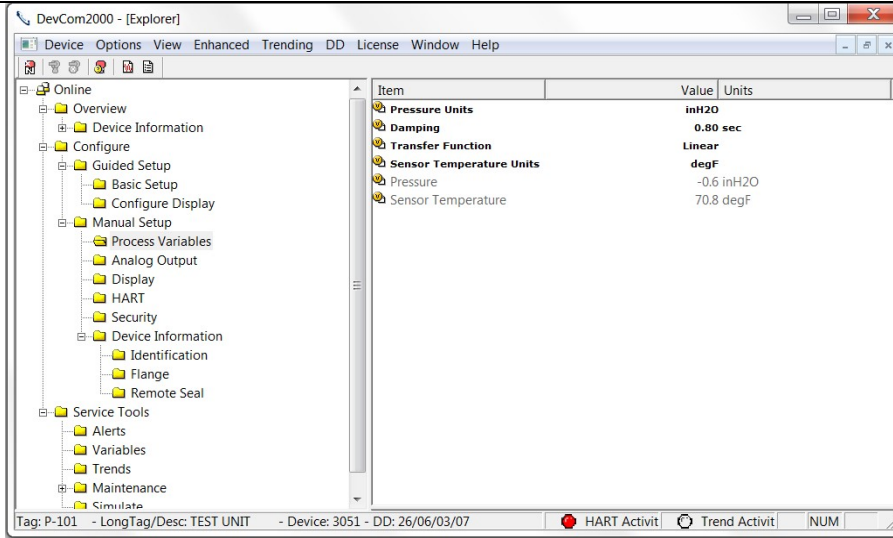 DevCom2000 - [Explorer]
Device Options View Enhanced Trending DD License Window Help
Online
Overview
Device Information
Configure
Guided Setup
Basic Setup
Configure Display
Manual Setup
Process Variables
Analog Output
Display
HART
Security
Device Information
Identification
Flange
Remote Seal
Service Tools
Alerts
Variables
Trends
Maintenance
Simulate
Item Value Units
Pressure Units inH2O
Damping 0.80 sec
Transfer Function Linear
Sensor Temperature Units degF
Pressure -0.6 inH2O
Sensor Temperature 70.8 degF
Tag: P-101 - LongTag/Desc: TEST UNIT - Device: 3051 - DD: 26/06/03/07 HART Activit Trend Activit NUM